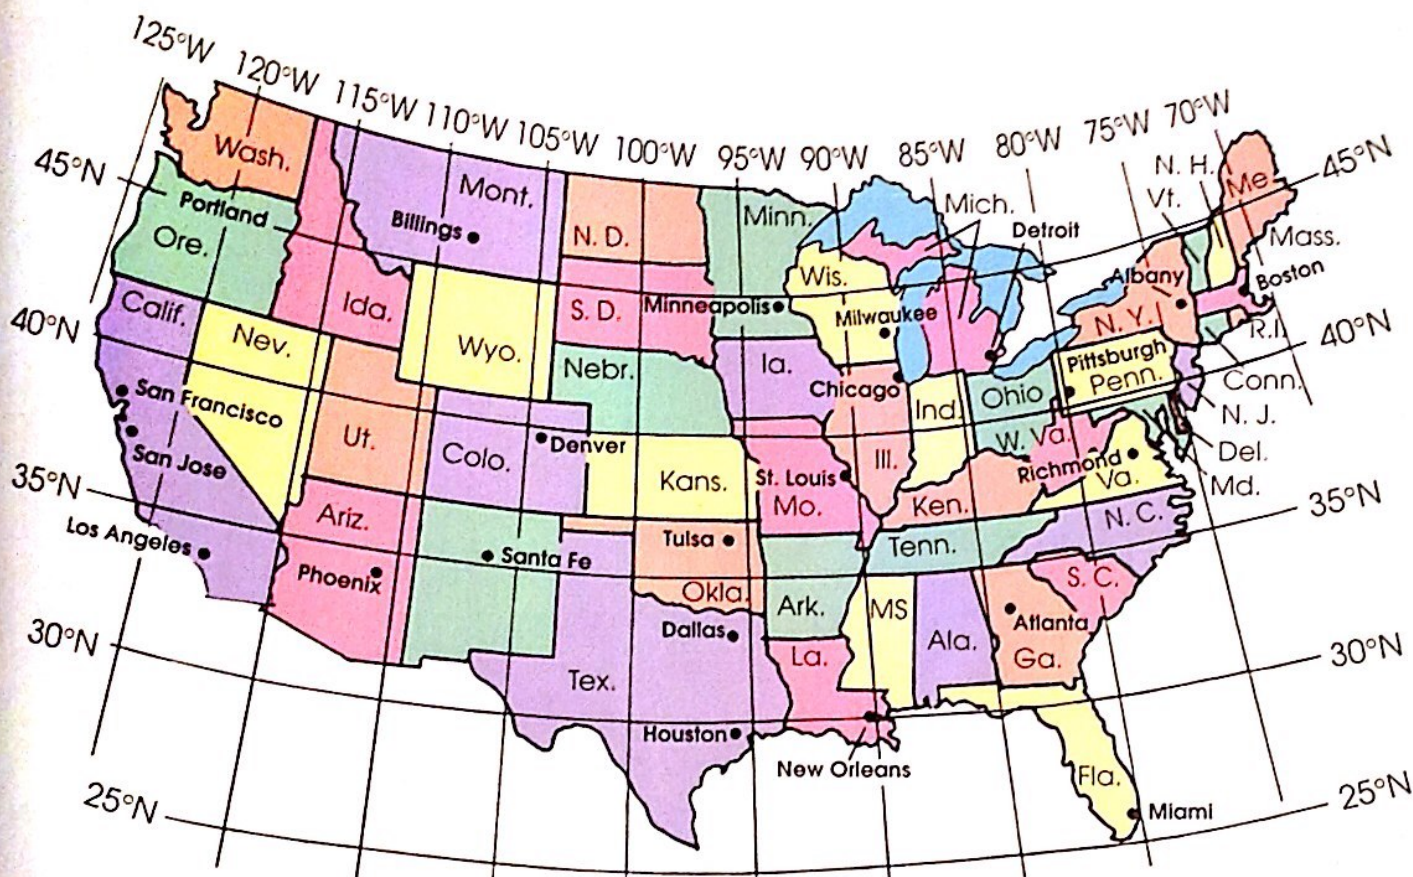 125°W 120°W 115°W 110°W 105°W 100°W 95°W 90°W 85°W 80°W 75°W 70°W
45°N
45°N
40°N
40°N
35°N
35°N
30°N
30°N
25°N
25°N
Wash.
Portland
Ore.
Calif.
Nev.
San Francisco
San Jose
Los Angeles
Mont.
Billings
Ida.
Wyo.
Ut.
Colo.
Denver
Ariz.
Phoenix
Santa Fe
N. D.
S. D.
Nebr.
Kans.
Tulsa
Okla.
Dallas
Tex.
Houston
Minn.
Minneapolis
Ia.
St. Louis
Mo.
Ark.
La.
New Orleans
Wis.
Milwaukee
Chicago
Ill.
Mich.
Detroit
Ind.
Ohio
Ken.
Tenn.
MS
Ala.
Atlanta
Ga.
Fla.
Miami
S. C.
N. C.
W. Va.
Richmond
Va.
Pittsburgh
Penn.
Albany
N. Y.
N. H.
Vt.
Me.
Mass.
Boston
R.I.
Conn.
N. J.
Del.
Md.